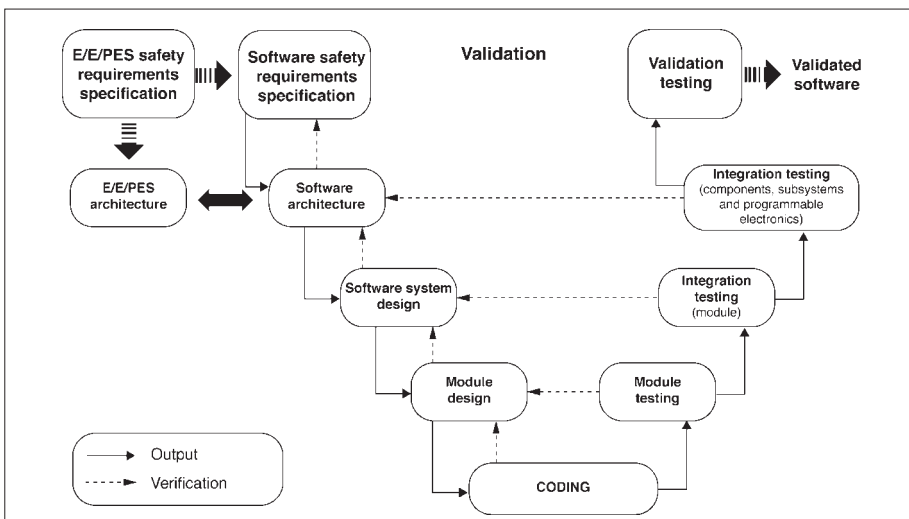 E/E/PES safety
requirements
specification
Software safety
requirements
specification
Validation
Validation
testing
Validated
software
E/E/PES
architecture
Software
architecture
Integration testing
(components, subsystems
and programmable
electronics)
Software system
design
Integration
testing
(module)
Module
design
Module
testing
Output
Verification
CODING